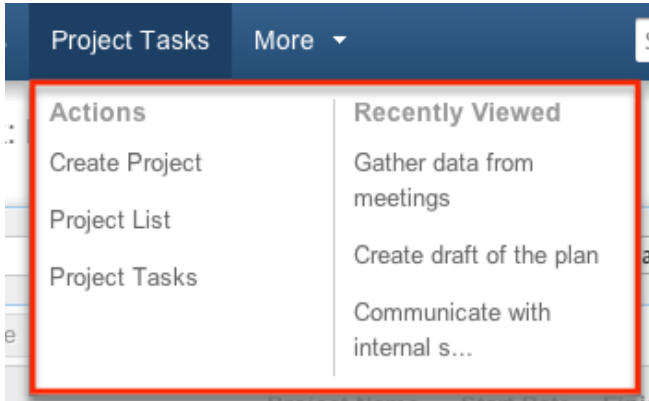 Project Tasks
More
Actions
Create Project
Project List
Project Tasks
Recently Viewed
Gather data from
meetings
Create draft of the plan
Communicate with
internal s...